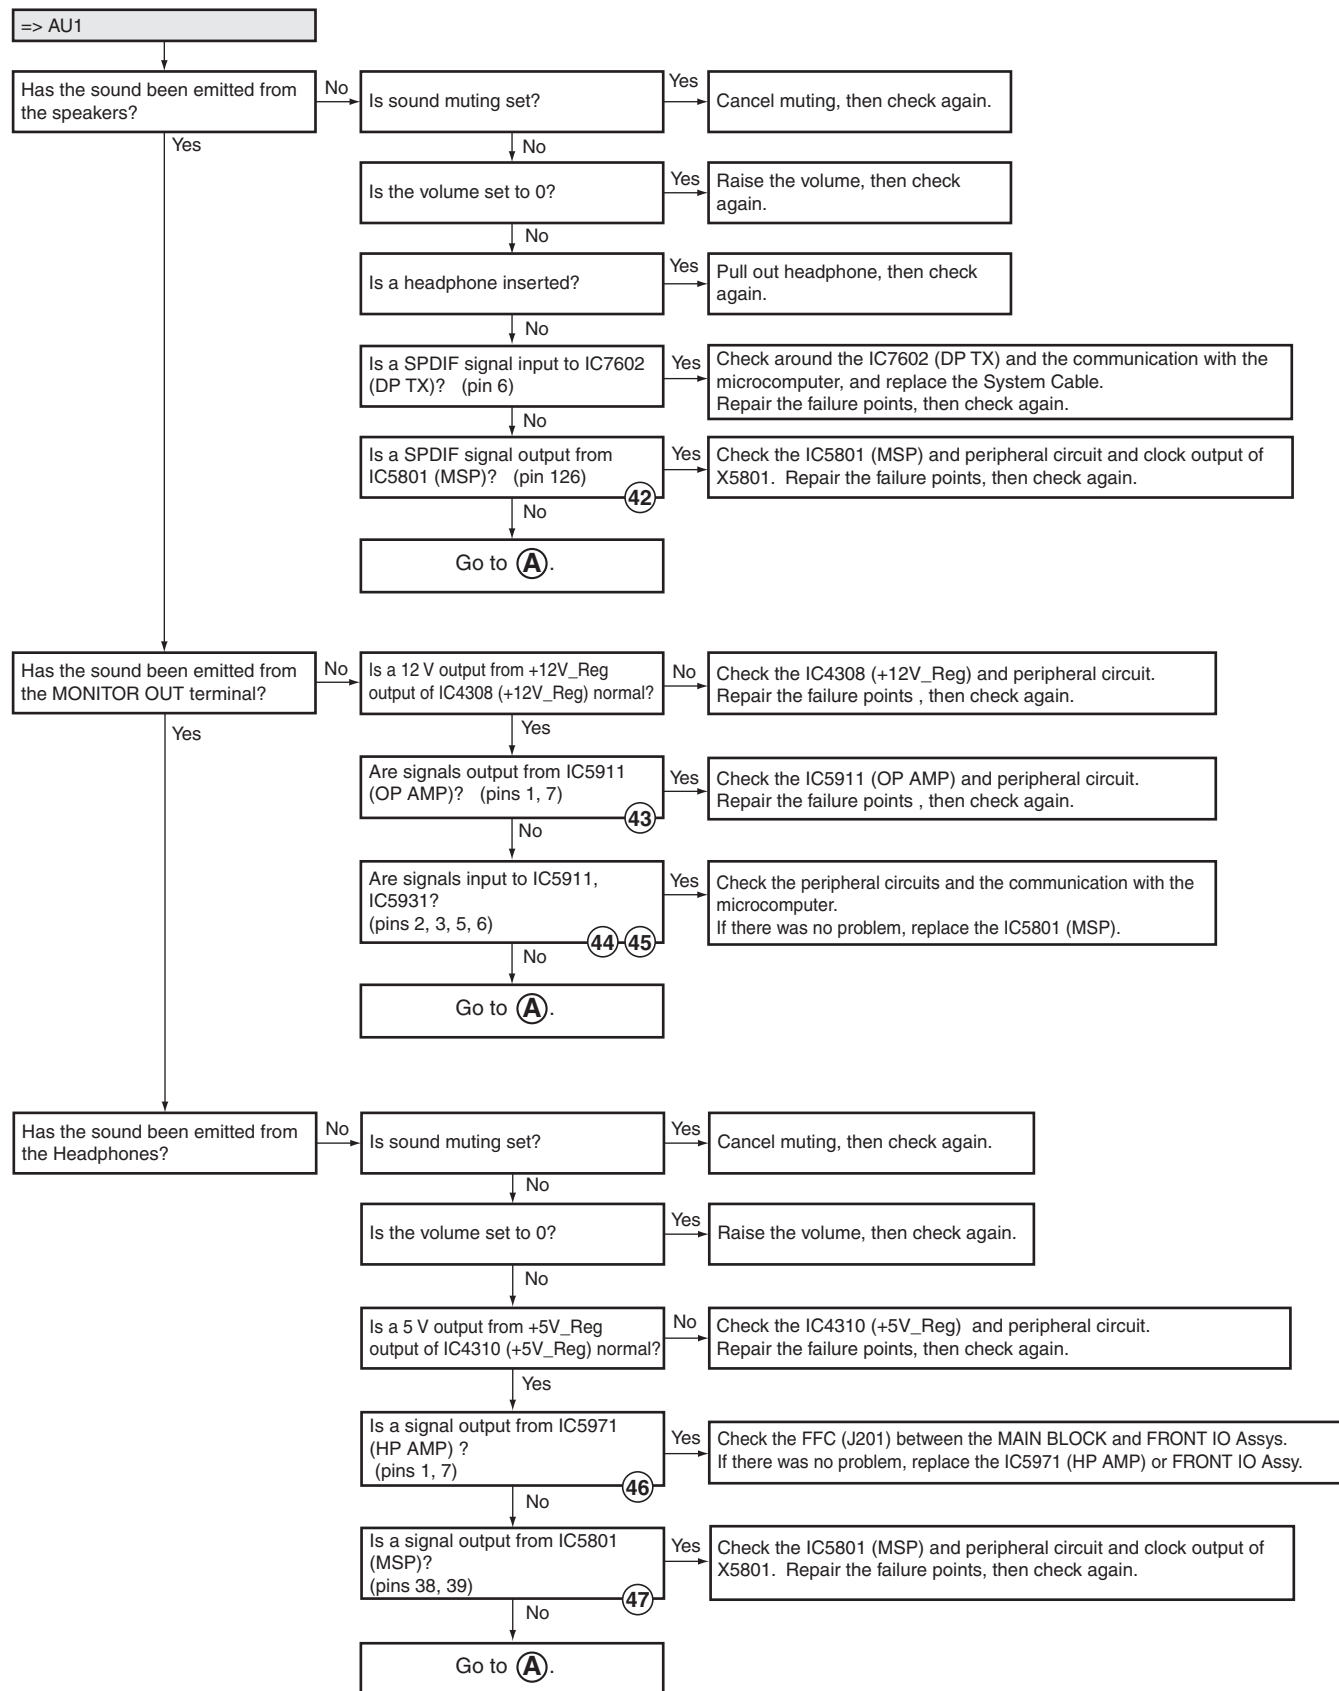 => AU1
Has the sound been emitted from
the speakers?
No
Is sound muting set?
Yes
Cancel muting, then check again.
Yes
No
Is the volume set to 0?
Yes
Raise the volume, then check
again.
No
Is a headphone inserted?
Yes
Pull out headphone, then check
again.
No
Is a SPDIF signal input to IC7602
(DP TX)? (pin 6)
Yes
Check around the IC7602 (DP TX) and the communication with the
microcomputer, and replace the System Cable.
Repair the failure points, then check again.
No
Is a SPDIF signal output from
IC5801 (MSP)? (pin 126)
42
Yes
Check the IC5801 (MSP) and peripheral circuit and clock output of
X5801. Repair the failure points, then check again.
No
Go to A.
Has the sound been emitted from
the MONITOR OUT terminal?
No
Is a 12 V output from +12V_Reg
output of IC4308 (+12V_Reg) normal?
No
Check the IC4308 (+12V_Reg) and peripheral circuit.
Repair the failure points , then check again.
Yes
Yes
Are signals output from IC5911
(OP AMP)? (pins 1, 7)
43
Yes
Check the IC5911 (OP AMP) and peripheral circuit.
Repair the failure points , then check again.
No
Are signals input to IC5911,
IC5931?
(pins 2, 3, 5, 6)
44 45
Yes
Check the peripheral circuits and the communication with the
microcomputer.
If there was no problem, replace the IC5801 (MSP).
No
Go to A.
Has the sound been emitted from
the Headphones?
No
Is sound muting set?
Yes
Cancel muting, then check again.
No
Is the volume set to 0?
Yes
Raise the volume, then check again.
No
Is a 5 V output from +5V_Reg
output of IC4310 (+5V_Reg) normal?
No
Check the IC4310 (+5V_Reg) and peripheral circuit.
Repair the failure points, then check again.
Yes
Is a signal output from IC5971
(HP AMP) ?
(pins 1, 7)
46
Yes
Check the FFC (J201) between the MAIN BLOCK and FRONT IO Assys.
If there was no problem, replace the IC5971 (HP AMP) or FRONT IO Assy.
No
Is a signal output from IC5801
(MSP)?
(pins 38, 39)
47
Yes
Check the IC5801 (MSP) and peripheral circuit and clock output of
X5801. Repair the failure points, then check again.
No
Go to A.